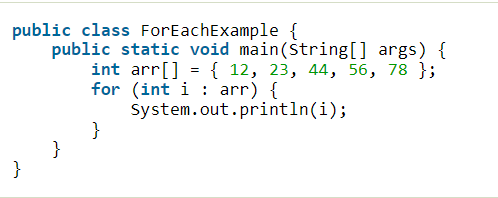 public class ForEachExample {
    public static void main(String[] args) {
        int arr[] = { 12, 23, 44, 56, 78 };
        for (int i : arr) {
            System.out.println(i);
        }
    }
}